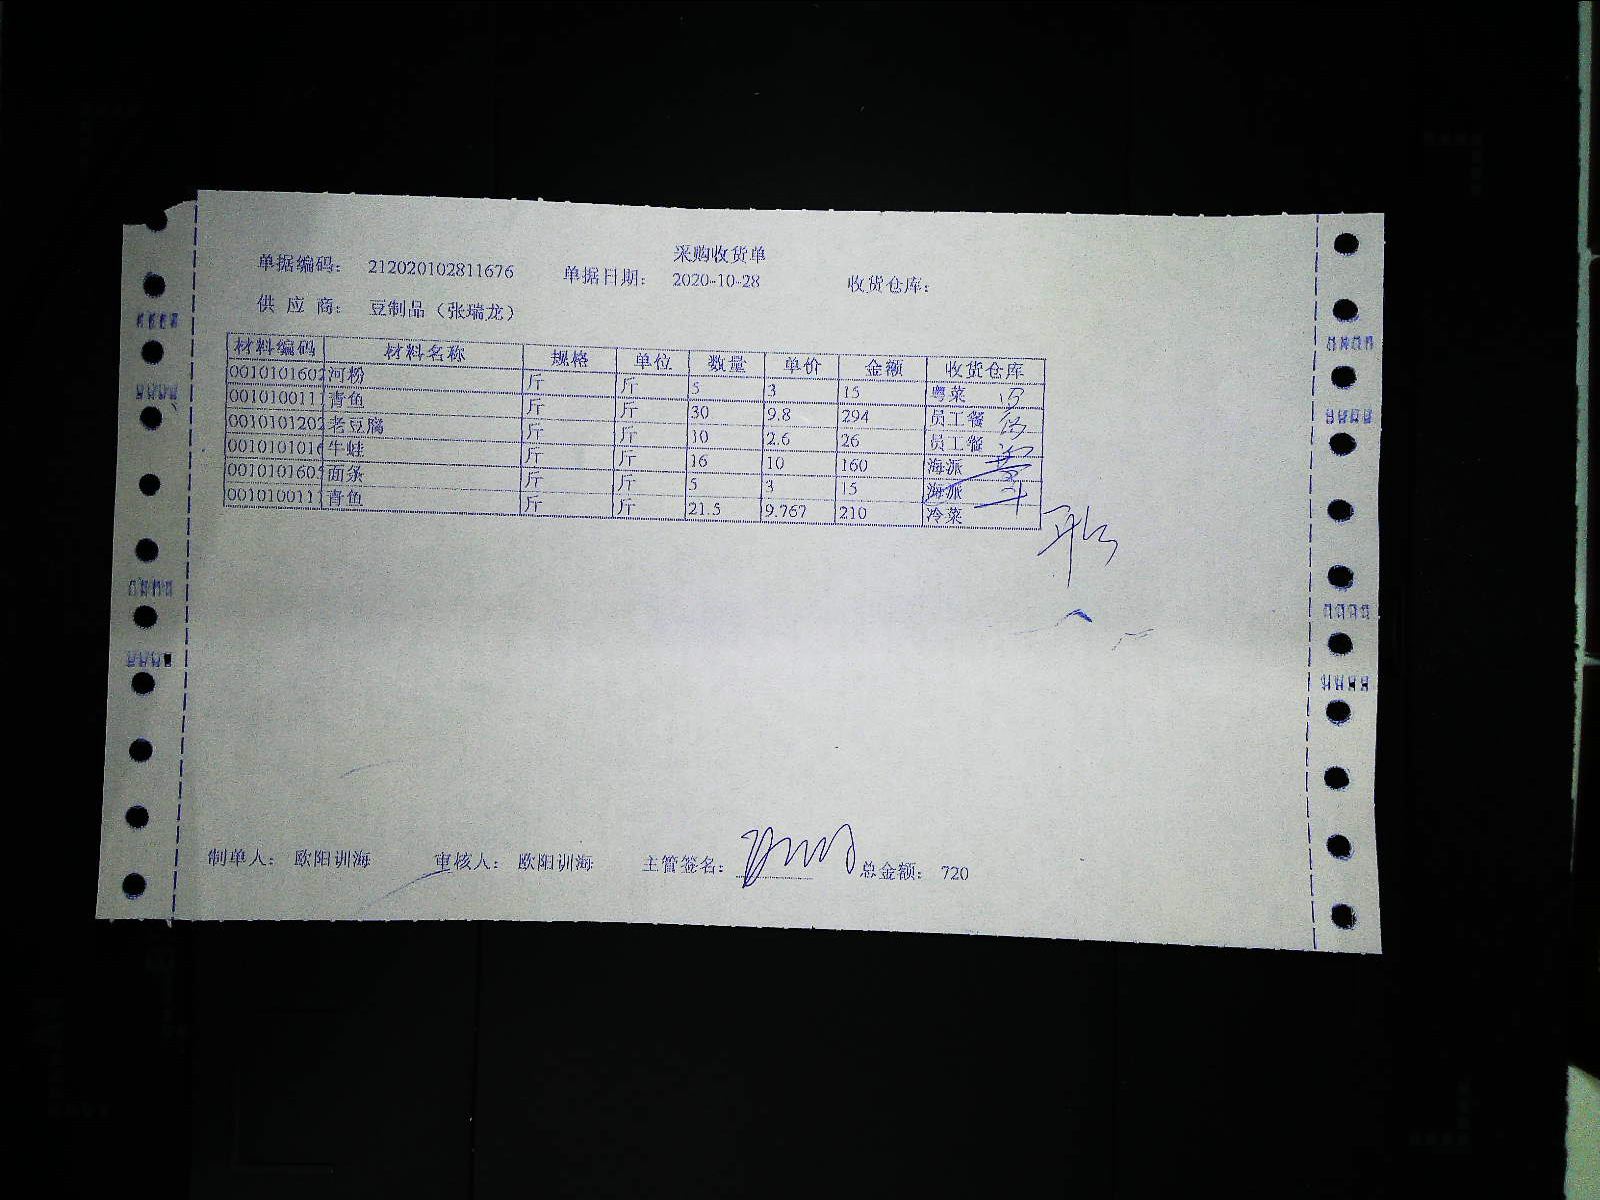 采购收货单
单据编码： 212020102811676 单据日期： 2020-10-28 收货仓库：
供 应 商： 豆制品（张瑞龙）
材料编码 材料名称 规格 单位 数量 单价 金额 收货仓库
0010101602 河粉 斤 斤 5 3 15 粤菜
001010011 青鱼 斤 斤 30 9.8 294 员工餐
0010101202 老豆腐 斤 斤 10 2.6 26 员工餐
001010101 牛蛙 斤 斤 16 10 160 海派
001010160 面条 斤 斤 5 3 15 海派
001010011 青鱼 斤 斤 21.5 9.767 210 冷菜
制单人： 欧阳训海 审核人： 欧阳训海 主管签名： 总金额： 720